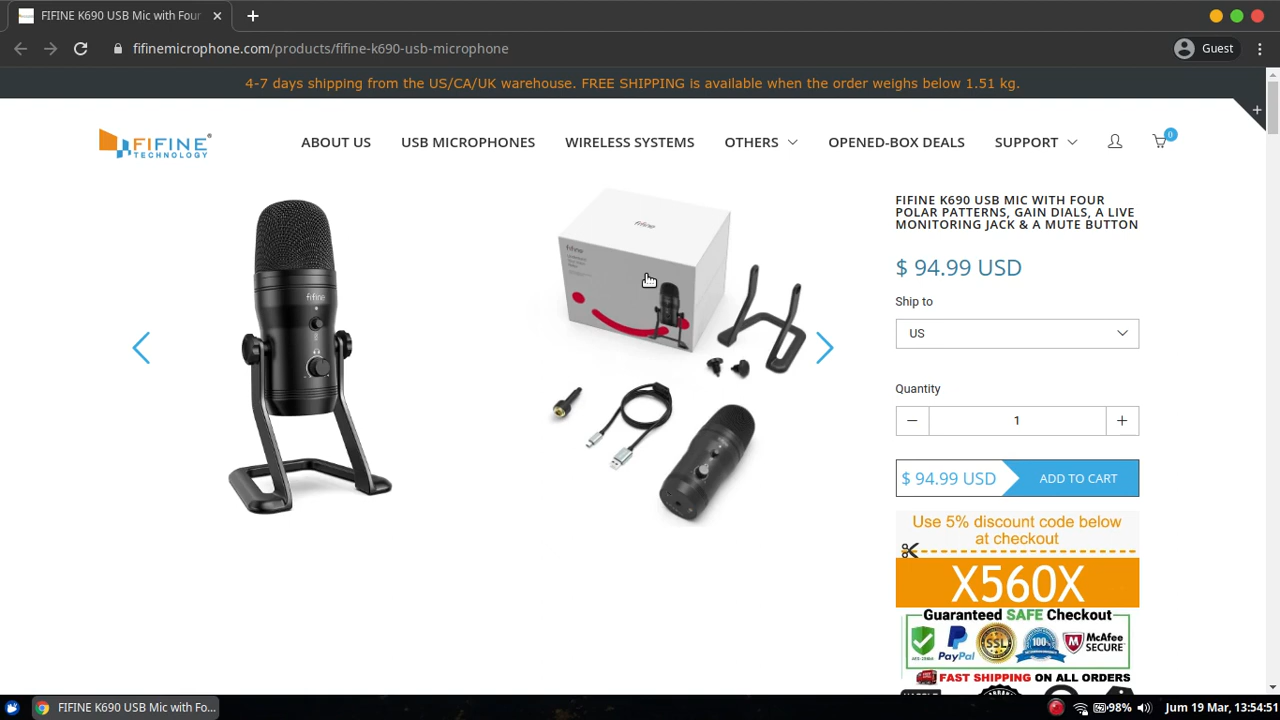 FIFINE K690 USB Mic with Four
Guest
fifinemicrophone.com/products/fifine-k690-usb-microphone
4-7 days shipping from the US/CA/UK warehouse. FREE SHIPPING is available when the order weighs below 1.51 kg.
FIFINE®
TECHNOLOGY
ABOUT US
USB MICROPHONES
WIRELESS SYSTEMS
OTHERS
OPENED-BOX DEALS
SUPPORT
0
fifine
fifine
fifine
FIFINE K690 USB MIC WITH FOUR
POLAR PATTERNS, GAIN DIALS, A LIVE
MONITORING JACK & A MUTE BUTTON
$ 94.99 USD
Ship to
US
Quantity
1
$ 94.99 USD
ADD TO CART
Use 5% discount code below
at checkout
X560X
Guaranteed SAFE Checkout
PayPal
SSL
100%
McAfee
SECURE
FAST SHIPPING ON ALL ORDERS
FIFINE K690 USB Mic with Fo...
98%
Jum 19 Mar, 13:54:51